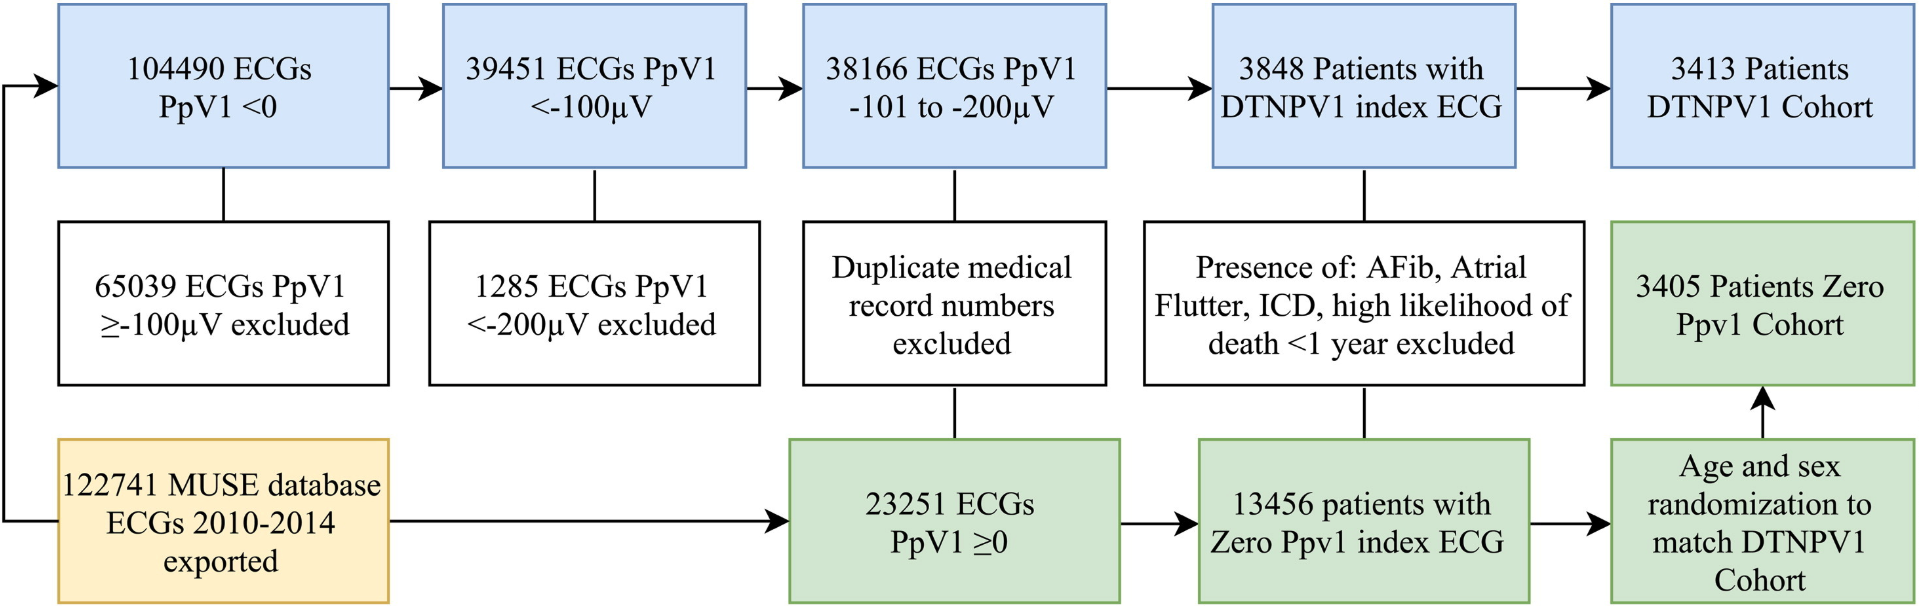 104490 ECGs
PpV1 <0
39451 ECGs PpV1
<-100µV
38166 ECGs PpV1
-101 to -200µV
3848 Patients with
DTNPV1 index ECG
3413 Patients
DTNPV1 Cohort
65039 ECGs PpV1
≥-100µV excluded
1285 ECGs PpV1
<-200µV excluded
Duplicate medical
record numbers
excluded
Presence of: AFib, Atrial
Flutter, ICD, high likelihood of
death <1 year excluded
3405 Patients Zero
Ppv1 Cohort
122741 MUSE database
ECGs 2010-2014
exported
23251 ECGs
PpV1 ≥0
13456 patients with
Zero Ppv1 index ECG
Age and sex
randomization to
match DTNPV1
Cohort